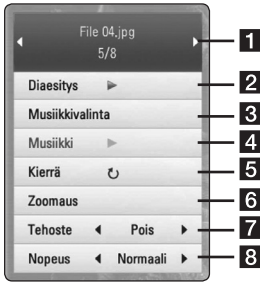 File 04.jpg
5/8
1
Diaesitys
2
Musiikkivalinta
3
Musiikki
4
Kierrä
5
Zoomaus
6
Tehoste Pois
7
Nopeus Normaali
8